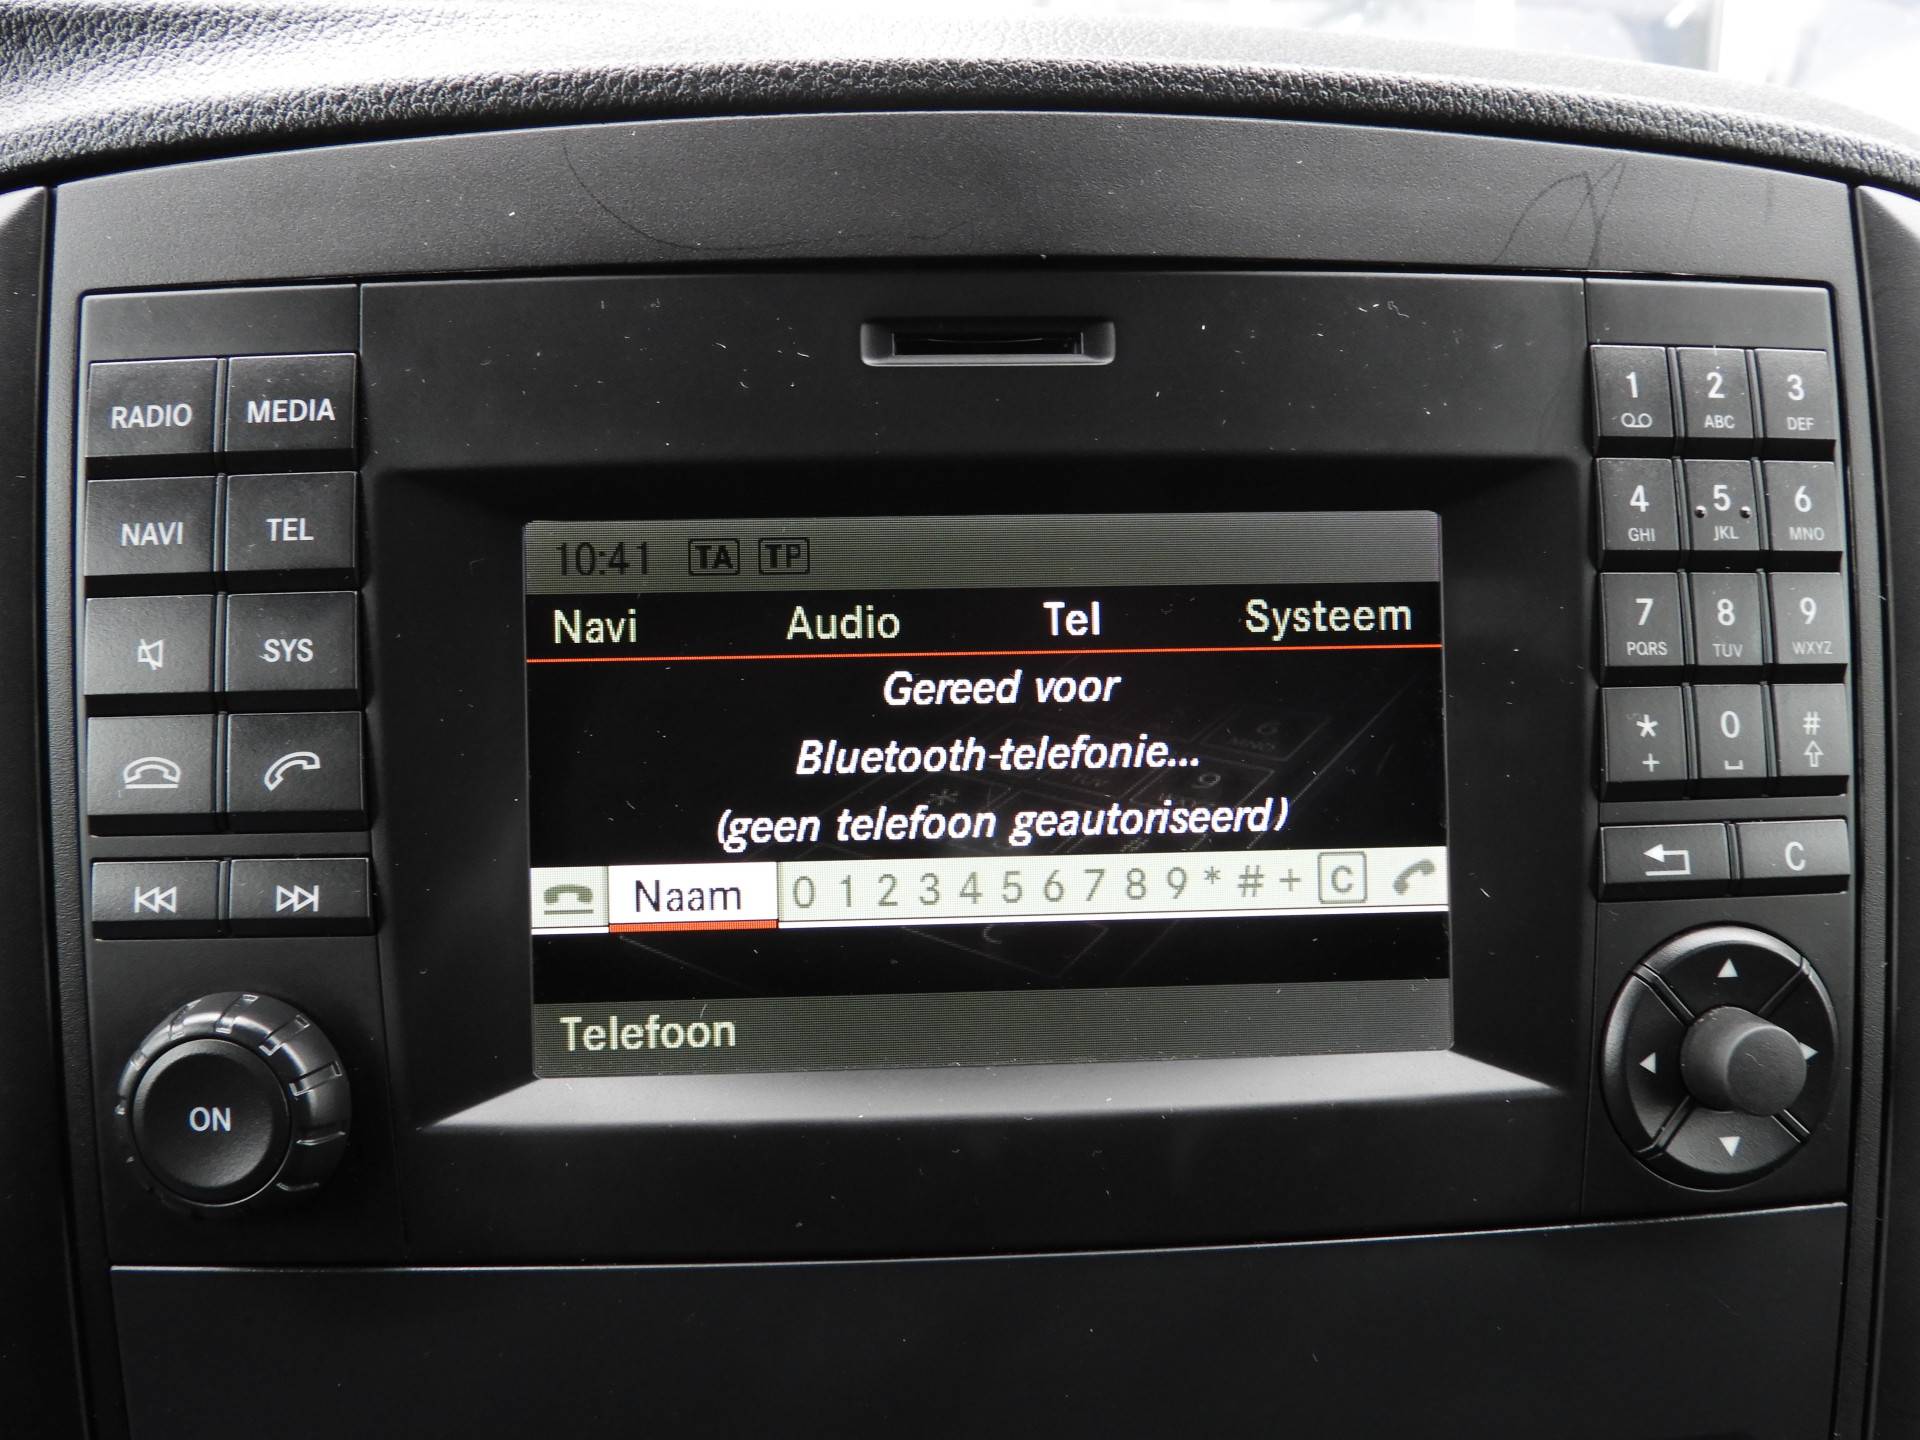 RADIO MEDIA
NAVI TEL
SYS
ON
10:41 TA TP
Navi Audio Tel Systeem
Gereed voor
Bluetooth-telefonie...
(geen telefoon geautoriseerd)
Naam 0 1 2 3 4 5 6 7 8 9 * # + C
Telefoon
1 2 3
ABC DEF
4 5 6
GHI JKL MNO
7 8 9
PQRS TUV WXYZ
* 0 #
+
C